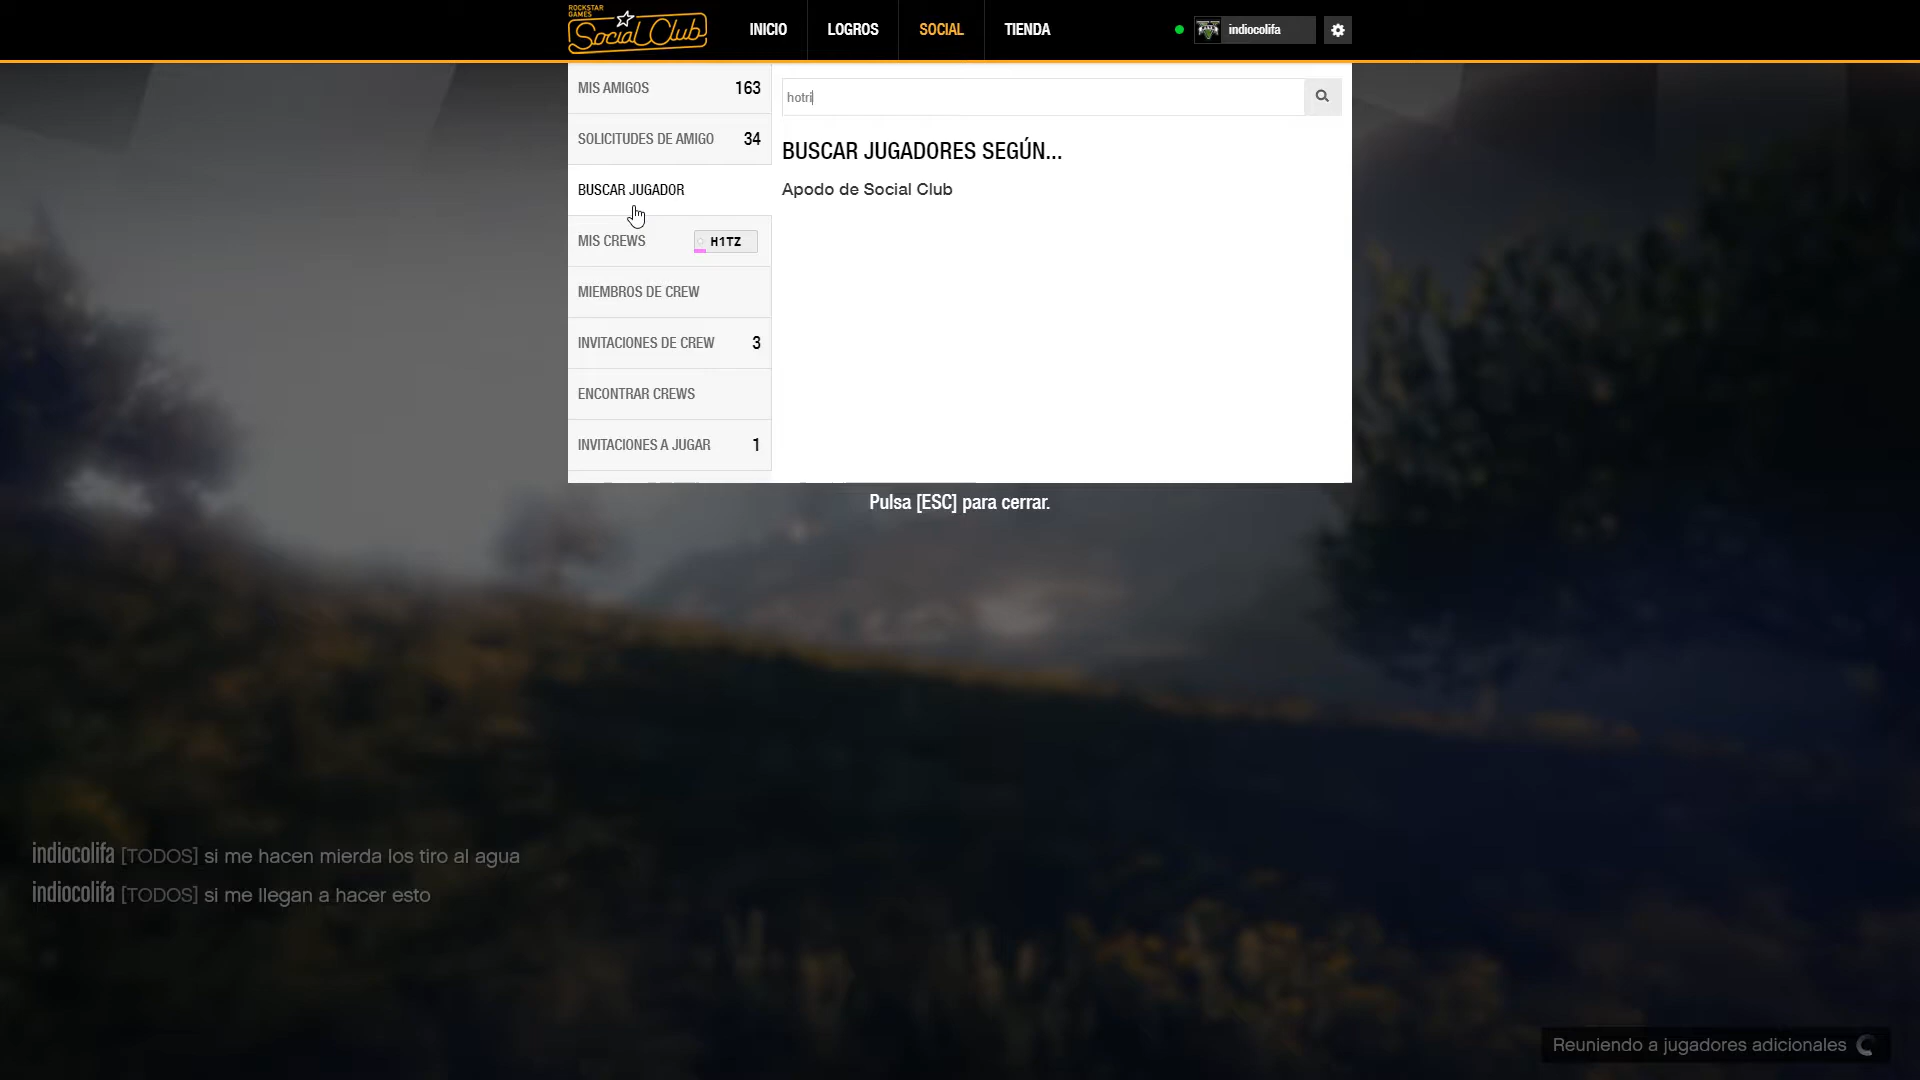 ROCKSTAR
GAMES
Social Club
INICIO
LOGROS
SOCIAL
TIENDA
indiocolifa
MIS AMIGOS 163
SOLICITUDES DE AMIGO 34
BUSCAR JUGADOR
MIS CREWS H1TZ
MIEMBROS DE CREW
INVITACIONES DE CREW 3
ENCONTRAR CREWS
INVITACIONES A JUGAR 1
hotri
BUSCAR JUGADORES SEGÚN...
Apodo de Social Club
Pulsa [ESC] para cerrar.
indiocolifa [TODOS] si me hacen mierda los tiro al agua
indiocolifa [TODOS] si me llegan a hacer esto
Reuniendo a jugadores adicionales